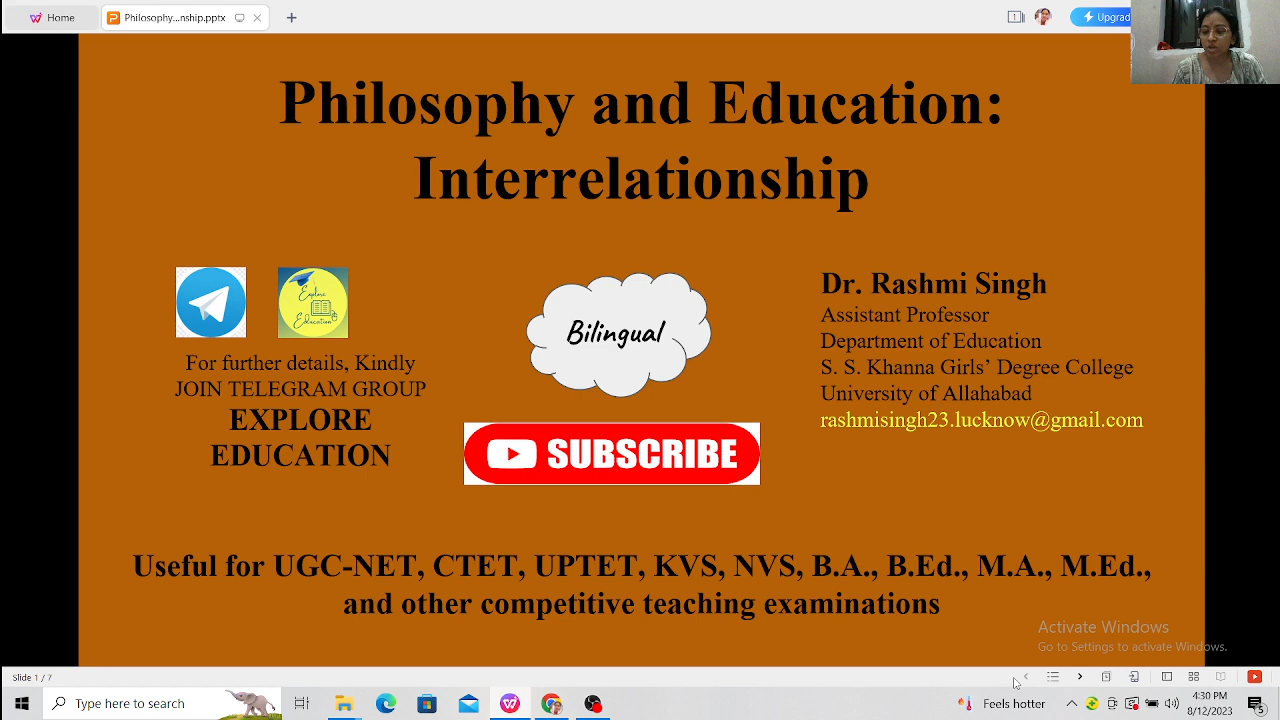 Home
Philosophy...nship.pptx
1
Upgrad
Philosophy and Education:
Interrelationship
Explore
Education
For further details, Kindly
JOIN TELEGRAM GROUP
EXPLORE
EDUCATION
Bilingual
SUBSCRIBE
Dr. Rashmi Singh
Assistant Professor
Department of Education
S. S. Khanna Girls' Degree College
University of Allahabad
rashmisingh23.lucknow@gmail.com
Useful for UGC-NET, CTET, UPTET, KVS, NVS, B.A., B.Ed., M.A., M.Ed.,
and other competitive teaching examinations
Activate Windows
Go to Settings to activate Windows.
Slide 1 / 7
Type here to search
Feels hotter
4:30 PM
8/12/2023
5